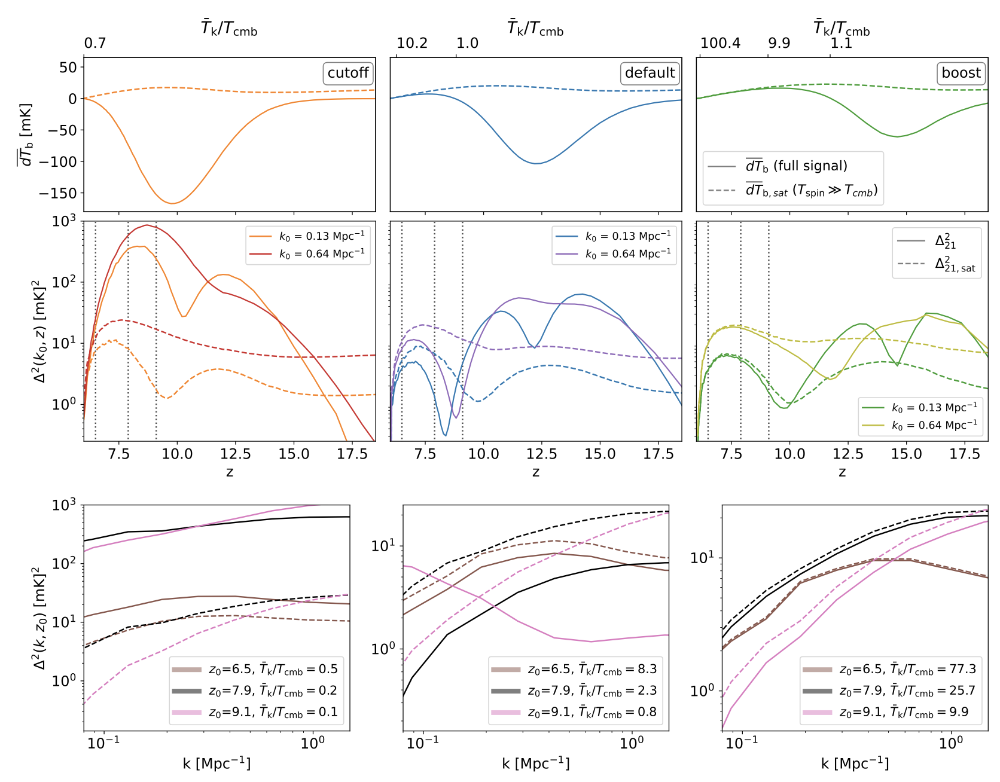 T̄k/Tcmb T̄k/Tcmb T̄k/Tcmb
0.7 10.2 1.0 100.4 9.9 1.1
50
0
−50
−100
−150
dTb [mK]
cutoff
default
boost
dTb (full signal)
dTb,sat (Tspin ≫ Tcmb)
10³
10²
10¹
10⁰
Δ²(k₀, z) [mK]²
k₀ = 0.13 Mpc⁻¹
k₀ = 0.64 Mpc⁻¹
k₀ = 0.13 Mpc⁻¹
k₀ = 0.64 Mpc⁻¹
Δ²21
Δ²21,sat
k₀ = 0.13 Mpc⁻¹
k₀ = 0.64 Mpc⁻¹
7.5 10.0 12.5 15.0 17.5 7.5 10.0 12.5 15.0 17.5 7.5 10.0 12.5 15.0 17.5
z z z
10³
10²
10¹
10⁰
Δ²(k, z₀) [mK]²
z₀=6.5, T̄k/Tcmb = 0.5
z₀=7.9, T̄k/Tcmb = 0.2
z₀=9.1, T̄k/Tcmb = 0.1
10¹
10⁰
z₀=6.5, T̄k/Tcmb = 8.3
z₀=7.9, T̄k/Tcmb = 2.3
z₀=9.1, T̄k/Tcmb = 0.8
10¹
10⁰
z₀=6.5, T̄k/Tcmb = 77.3
z₀=7.9, T̄k/Tcmb = 25.7
z₀=9.1, T̄k/Tcmb = 9.9
10⁻¹ 10⁰ 10⁻¹ 10⁰ 10⁻¹ 10⁰
k [Mpc⁻¹] k [Mpc⁻¹] k [Mpc⁻¹]